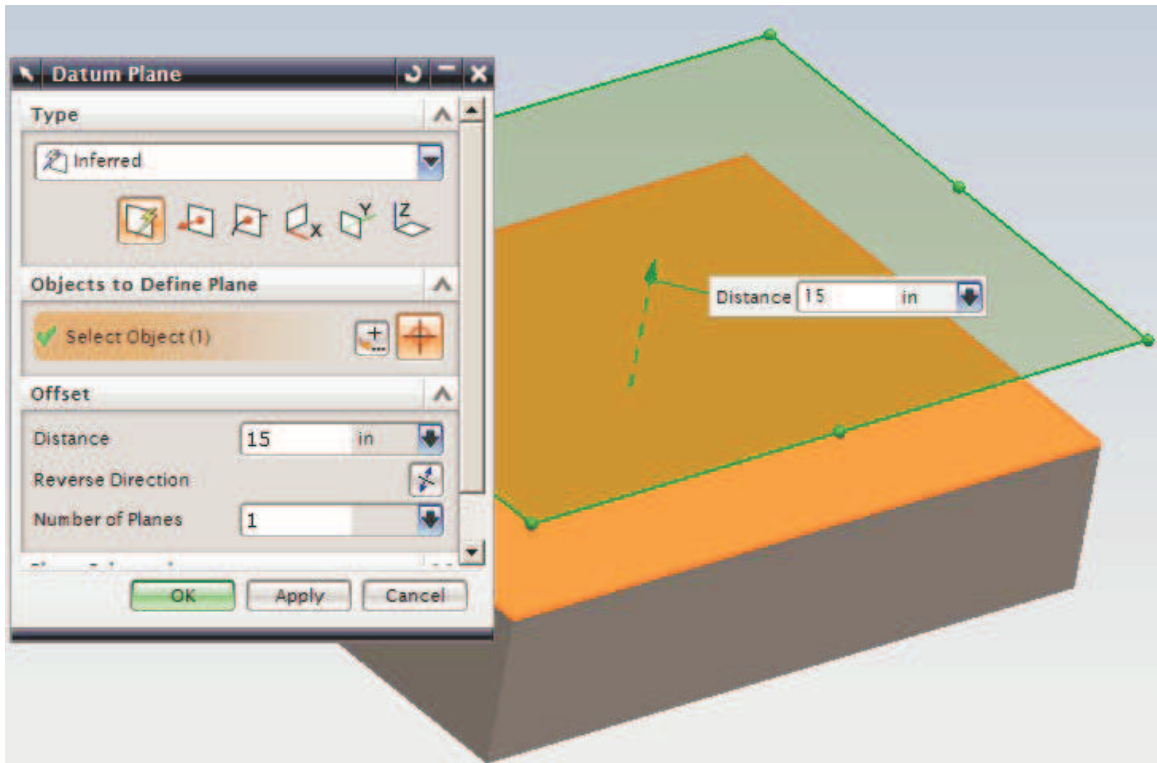 Datum Plane
Type
Inferred
X
Y
Z
Objects to Define Plane
Select Object (1)
Offset
Distance 15 in
Reverse Direction
Number of Planes 1
OK Apply Cancel
Distance 15 in